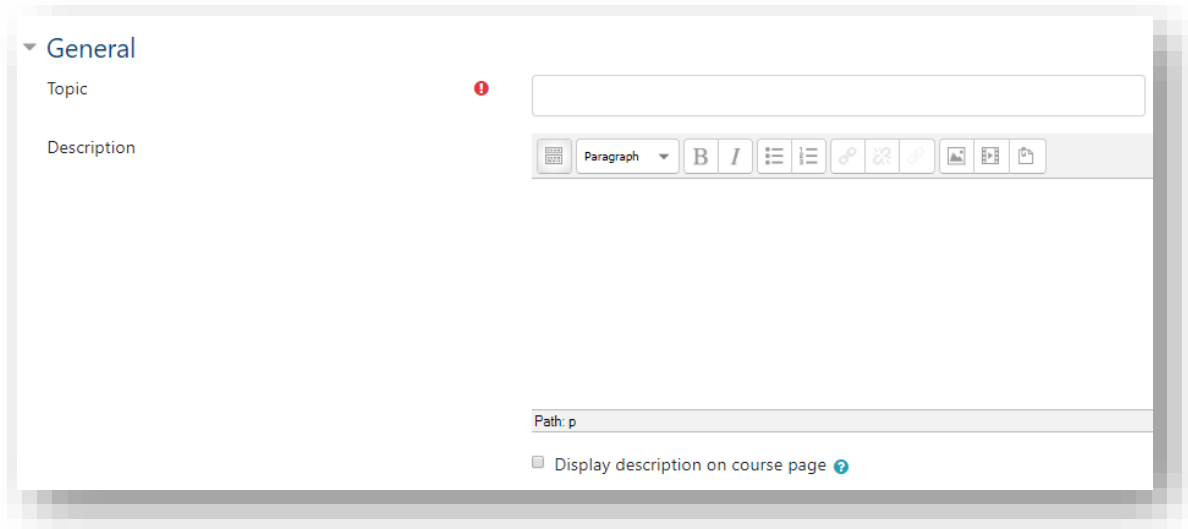 General
Topic
Description
Paragraph
B I
Path: p
Display description on course page